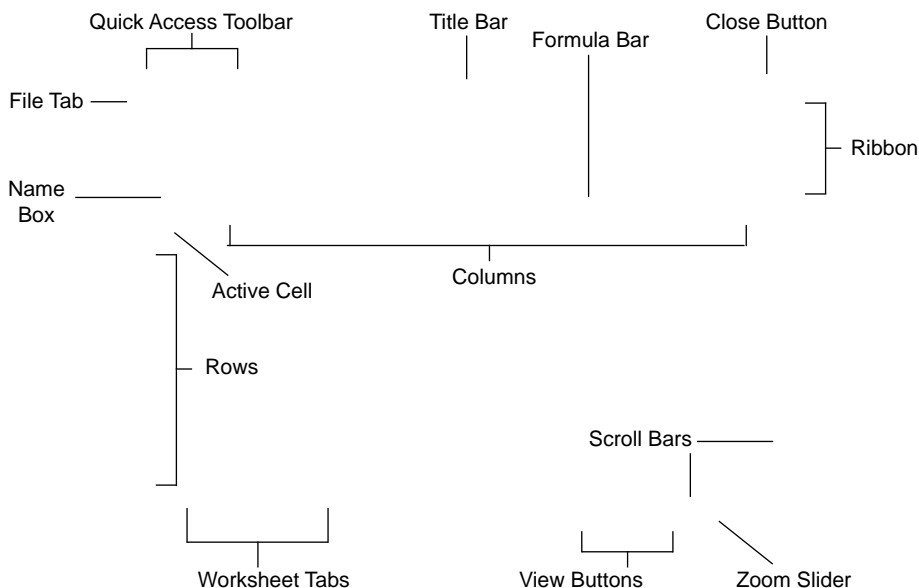 Quick Access Toolbar
Title Bar
Close Button
Formula Bar
File Tab
Ribbon
Name
Box
Columns
Active Cell
Rows
Scroll Bars
Worksheet Tabs
View Buttons
Zoom Slider